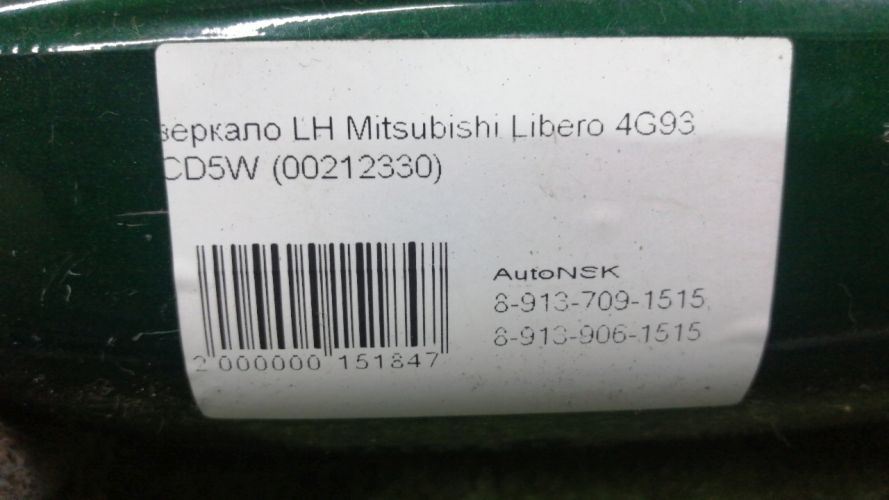 зеркало LH Mitsubishi Libero 4G93
CD5W (00212330)
2 000000 151847
AutoNSK
8-913-709-1515,
8-913-906-1515